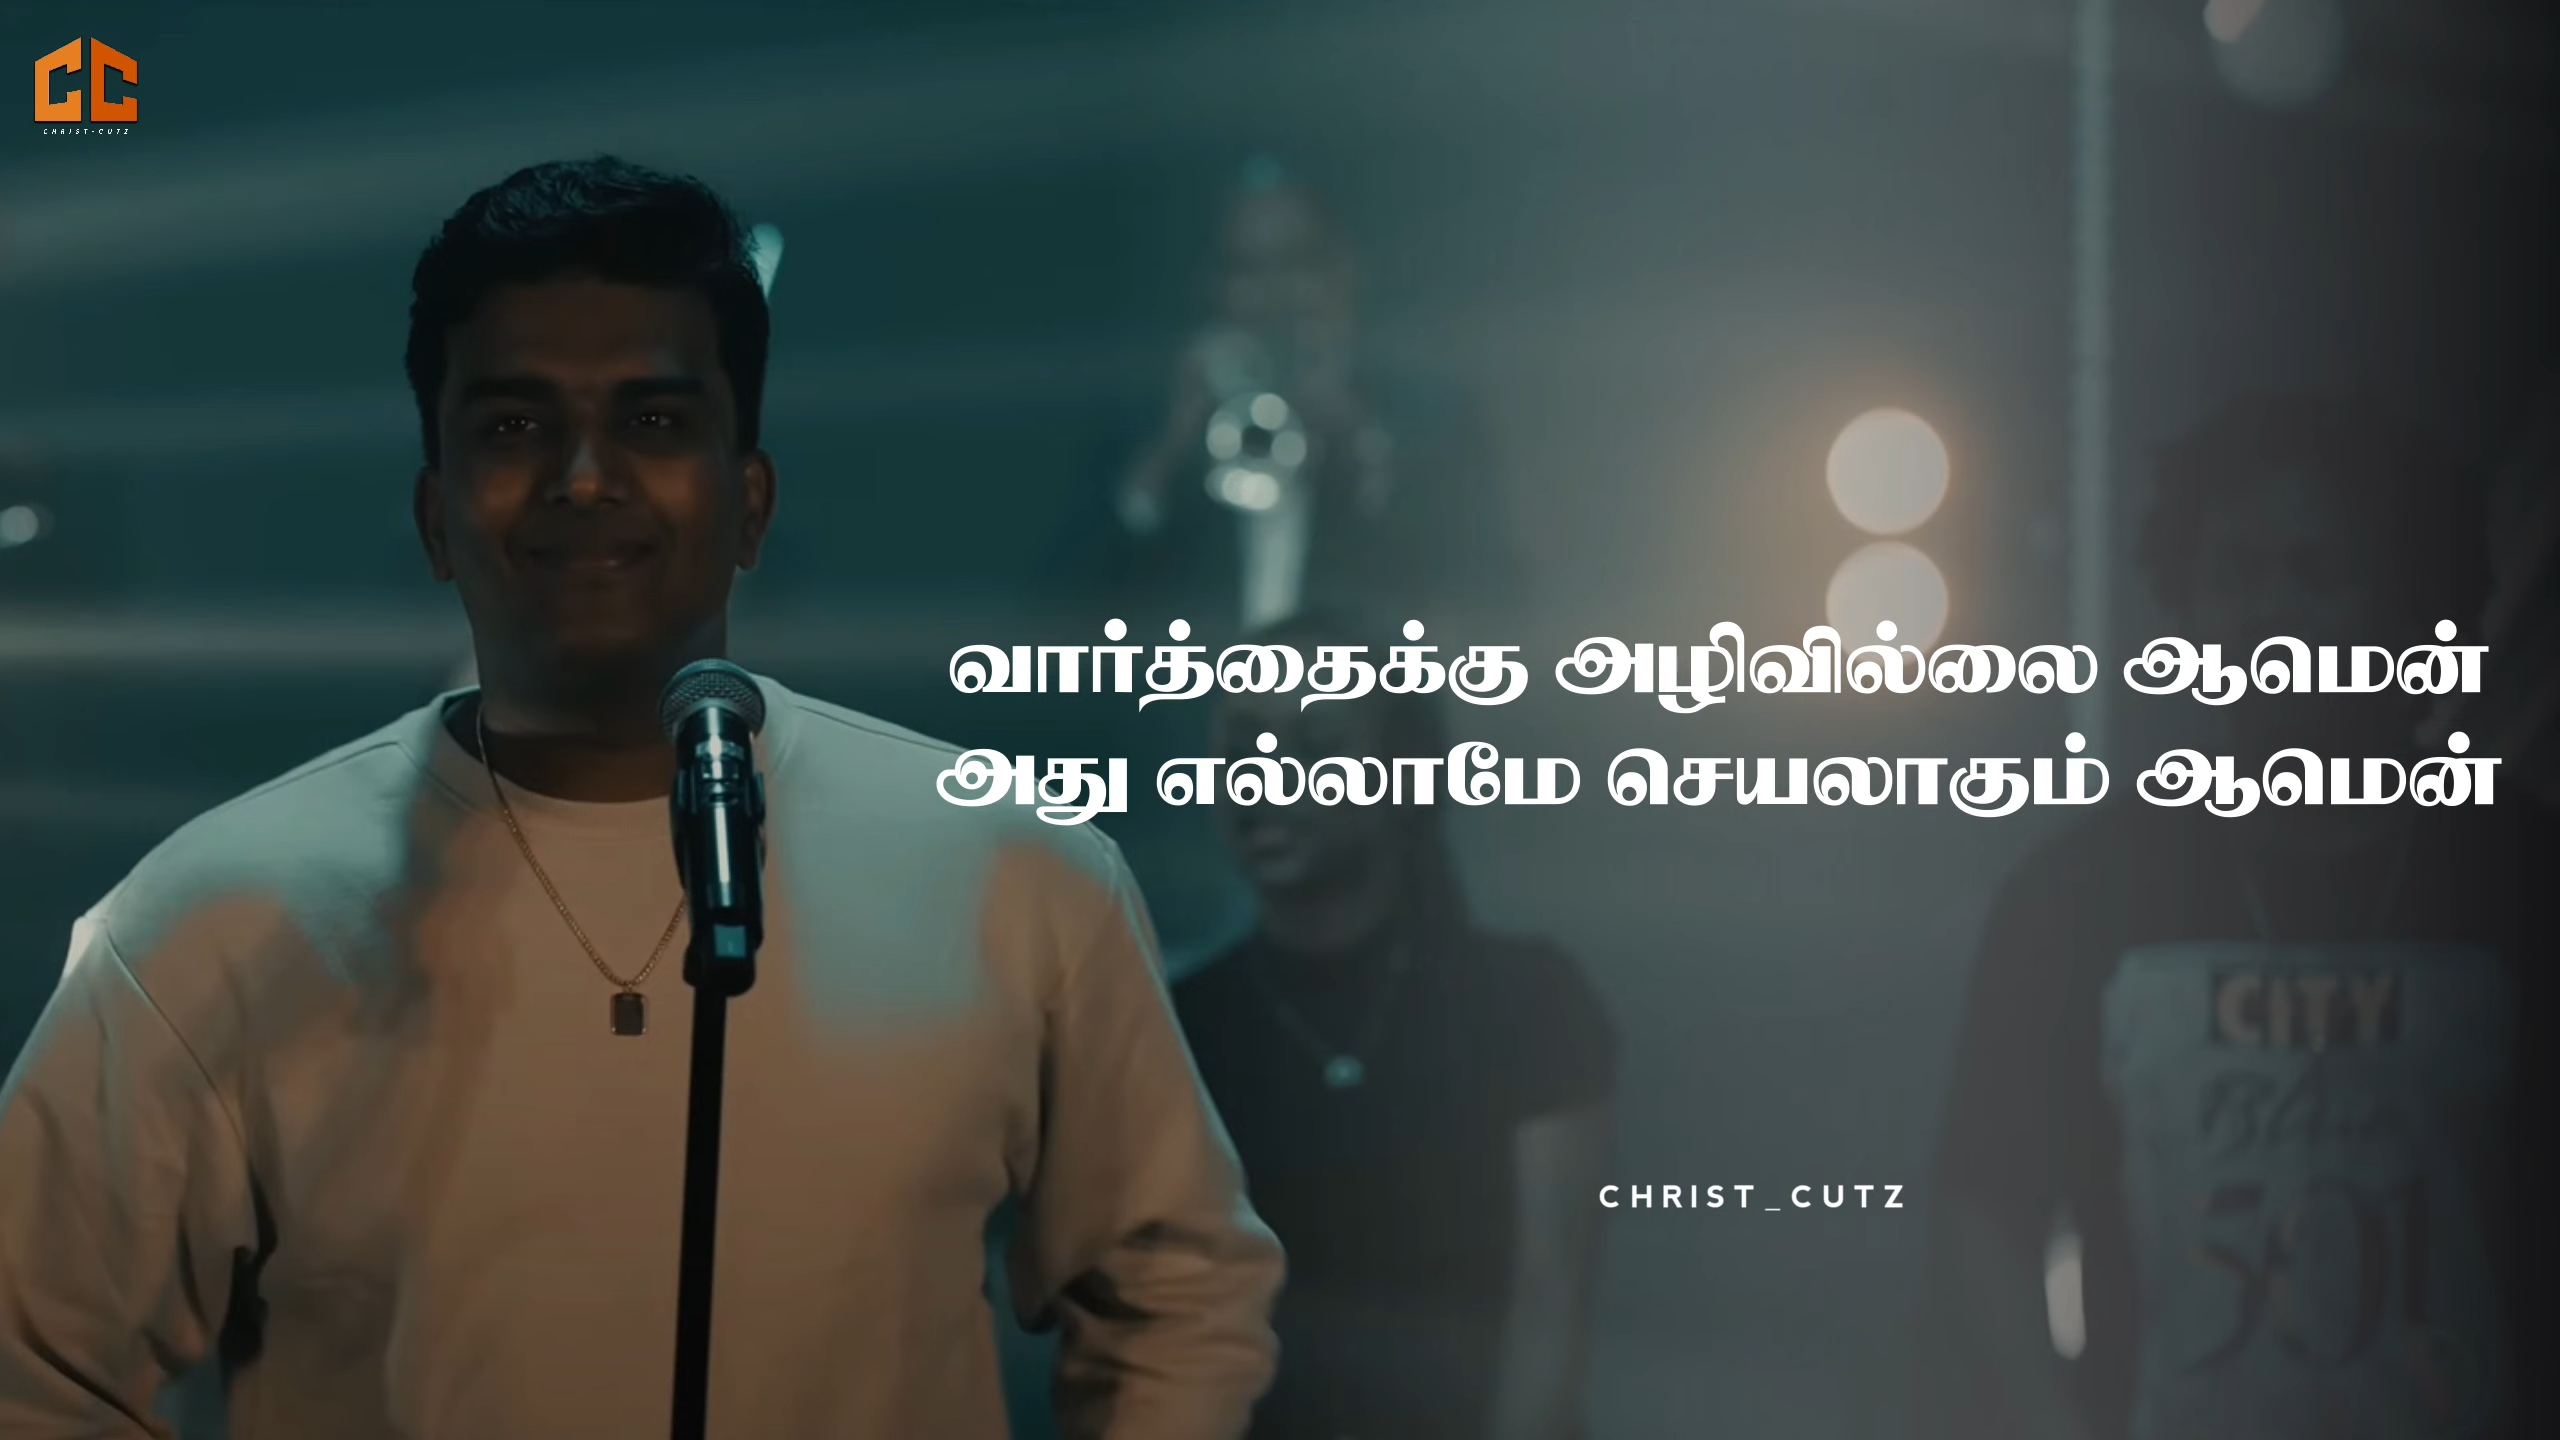 CC
CHRIST-CUTZ
வார்த்தைக்கு அழிவில்லை ஆமென்
அது எல்லாமே செயலாகும் ஆமென்
CITY
CHRIST_CUTZ